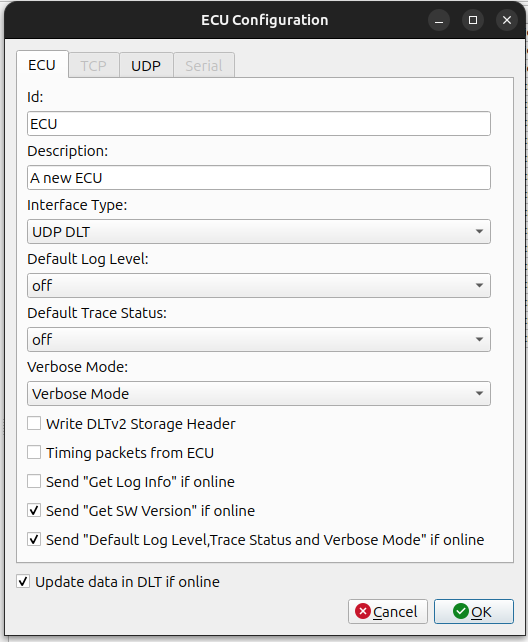 ECU Configuration
ECU TCP UDP Serial
Id:
ECU
Description:
A new ECU
Interface Type:
UDP DLT
Default Log Level:
off
Default Trace Status:
off
Verbose Mode:
Verbose Mode
Write DLTv2 Storage Header
Timing packets from ECU
Send "Get Log Info" if online
Send "Get SW Version" if online
Send "Default Log Level,Trace Status and Verbose Mode" if online
Update data in DLT if online
Cancel OK